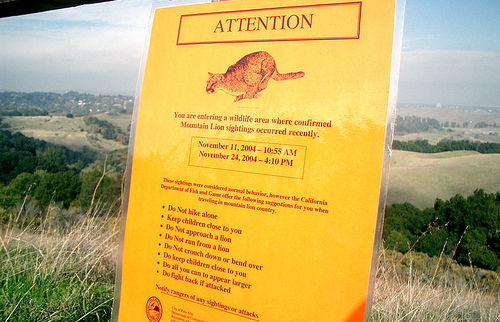 ATTENTION
You are entering a wildlife area where confirmed
Mountain Lion sightings occurred recently.
November 11, 2004 – 10:55 AM
November 24, 2004 – 4:10 PM
These sightings were considered normal behavior, however the California
Department of Fish and Game offer the following suggestions for you when
traveling in mountain lion country.
• Do Not hike alone
• Keep children close to you
• Do Not approach a lion
• Do Not run from a lion
• Do Not crouch down or bend over
• Do keep children close to you
• Do all you can to appear larger
• Do fight back if attacked
Notify rangers of any sightings or attacks